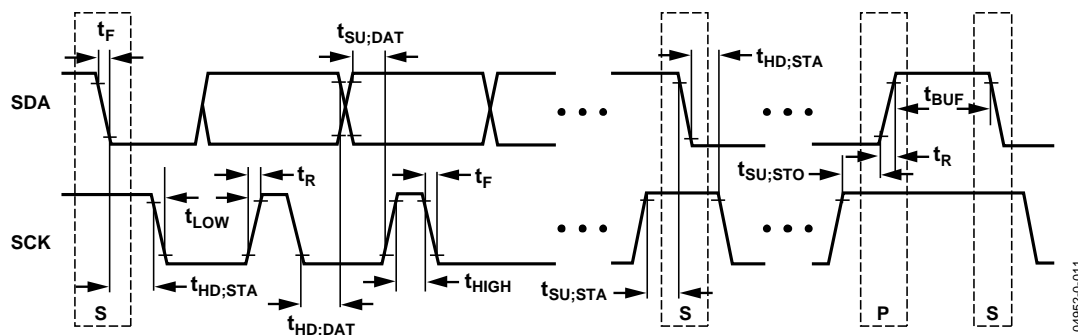 tF
tSU;DAT
tHD;STA
SDA
tBUF
tR
tF
tSU;STO
tR
tLOW
SCK
tHD;STA
tHIGH
tSU;STA
tHD;DAT
S
S
P
S
04952-0-011